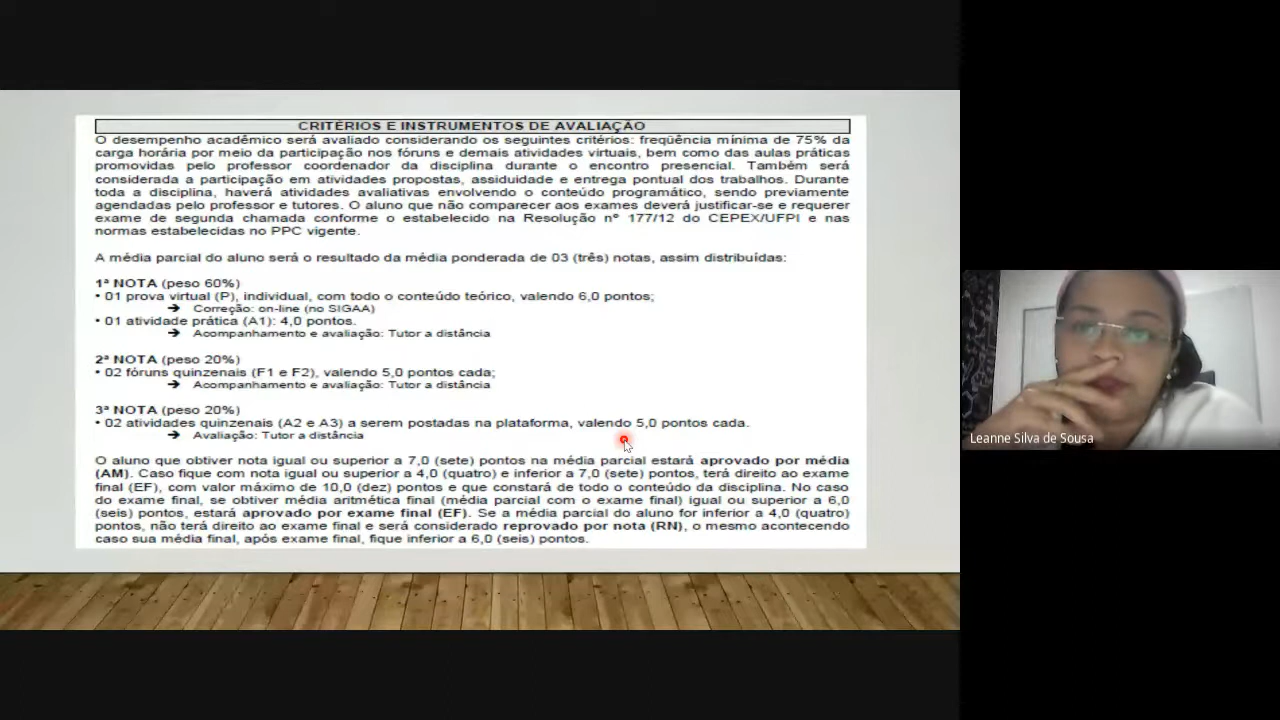 CRITÉRIOS E INSTRUMENTOS DE AVALIAÇÃO
O desempenho acadêmico será avaliado considerando os seguintes critérios: freqüência mínima de 75% da
carga horária por meio da participação nos fóruns e demais atividades virtuais, bem como das aulas práticas
promovidas pelo professor coordenador da disciplina durante o encontro presencial. Também será
considerada a participação em atividades propostas, assiduidade e entrega pontual dos trabalhos. Durante
toda a disciplina, haverá atividades avaliativas envolvendo o conteúdo programático, sendo previamente
agendadas pelo professor e tutores. O aluno que não comparecer aos exames deverá justificar-se e requerer
exame de segunda chamada conforme o estabelecido na Resolução nº 177/12 do CEPEX/UFPI e nas
normas estabelecidas no PPC vigente.
A média parcial do aluno será o resultado da média ponderada de 03 (três) notas, assim distribuídas:
1ª NOTA (peso 60%)
• 01 prova virtual (P), individual, com todo o conteúdo teórico, valendo 6,0 pontos;
➔ Correção: on-line (no SIGAA)
• 01 atividade prática (A1): 4,0 pontos.
➔ Acompanhamento e avaliação: Tutor a distância
2ª NOTA (peso 20%)
• 02 fóruns quinzenais (F1 e F2), valendo 5,0 pontos cada;
➔ Acompanhamento e avaliação: Tutor a distância
3ª NOTA (peso 20%)
• 02 atividades quinzenais (A2 e A3) a serem postadas na plataforma, valendo 5,0 pontos cada.
➔ Avaliação: Tutor a distância
O aluno que obtiver nota igual ou superior a 7,0 (sete) pontos na média parcial estará aprovado por média
(AM). Caso fique com nota igual ou superior a 4,0 (quatro) e inferior a 7,0 (sete) pontos, terá direito ao exame
final (EF), com valor máximo de 10,0 (dez) pontos e que constará de todo o conteúdo da disciplina. No caso
do exame final, se obtiver média aritmética final (média parcial com o exame final) igual ou superior a 6,0
(seis) pontos, estará aprovado por exame final (EF). Se a média parcial do aluno for inferior a 4,0 (quatro)
pontos, não terá direito ao exame final e será considerado reprovado por nota (RN), o mesmo acontecendo
caso sua média final, após exame final, fique inferior a 6,0 (seis) pontos.
Leanne Silva de Sousa